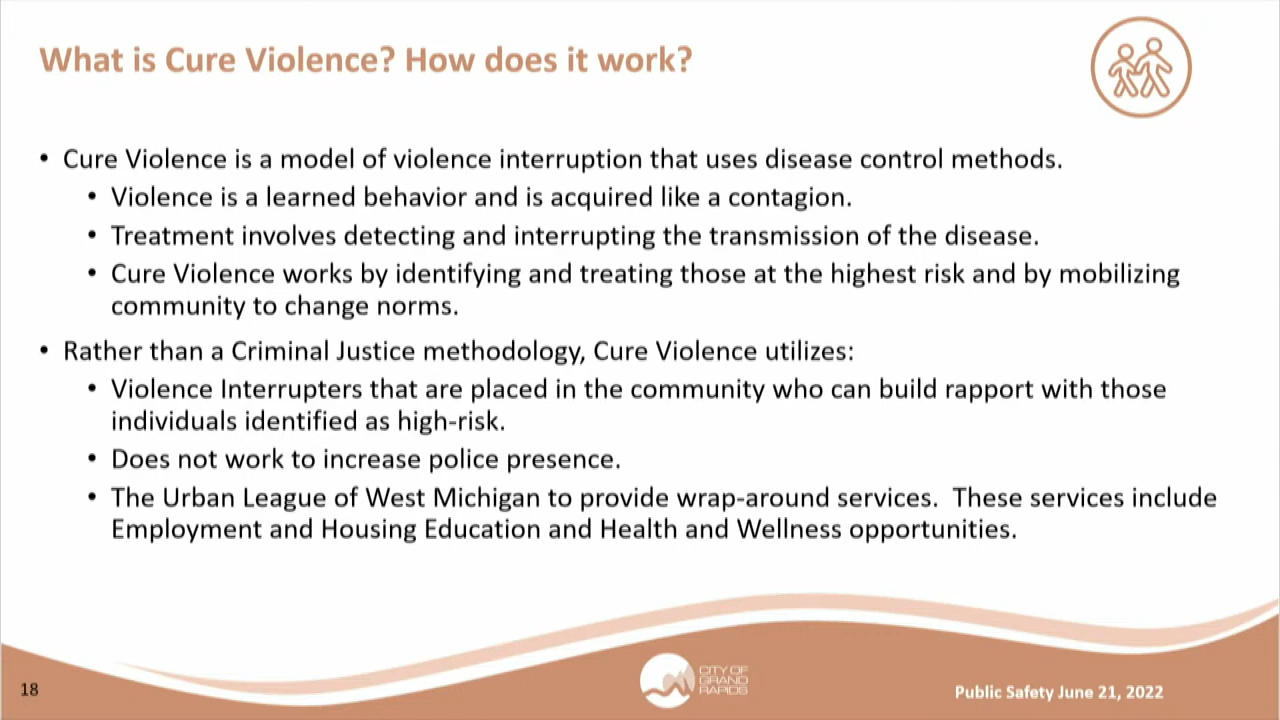 What is Cure Violence? How does it work?
• Cure Violence is a model of violence interruption that uses disease control methods.
• Violence is a learned behavior and is acquired like a contagion.
• Treatment involves detecting and interrupting the transmission of the disease.
• Cure Violence works by identifying and treating those at the highest risk and by mobilizing
community to change norms.
• Rather than a Criminal Justice methodology, Cure Violence utilizes:
• Violence Interrupters that are placed in the community who can build rapport with those
individuals identified as high-risk.
• Does not work to increase police presence.
• The Urban League of West Michigan to provide wrap-around services.  These services include
Employment and Housing Education and Health and Wellness opportunities.
18
CITY OF
GRAND
RAPIDS
Public Safety June 21, 2022